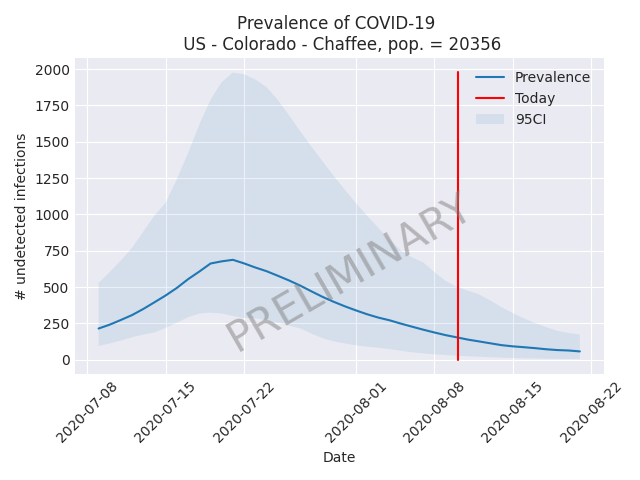 Prevalence of COVID-19
US - Colorado - Chaffee, pop. = 20356
# undetected infections
2000
1750
1500
1250
1000
750
500
250
0
Prevalence
Today
95CI
PRELIMINARY
2020-07-08
2020-07-15
2020-07-22
2020-08-01
2020-08-08
2020-08-15
2020-08-22
Date